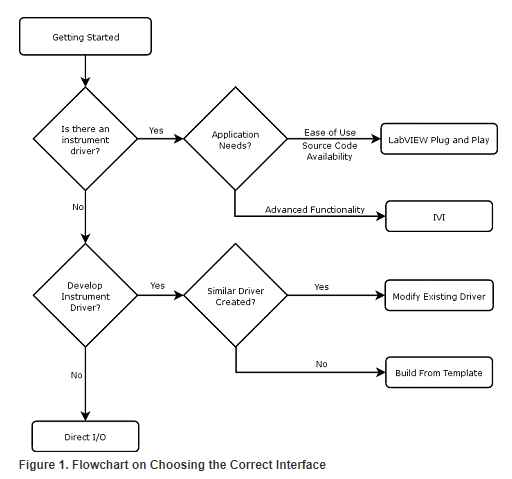 Getting Started
Is there an
instrument
driver?
Yes
Application
Needs?
Ease of Use
Source Code
Availability
LabVIEW Plug and Play
Advanced Functionality
IVI
No
Develop
Instrument
Driver?
Yes
Similar Driver
Created?
Yes
Modify Existing Driver
No
Build From Template
No
Direct I/O
Figure 1. Flowchart on Choosing the Correct Interface